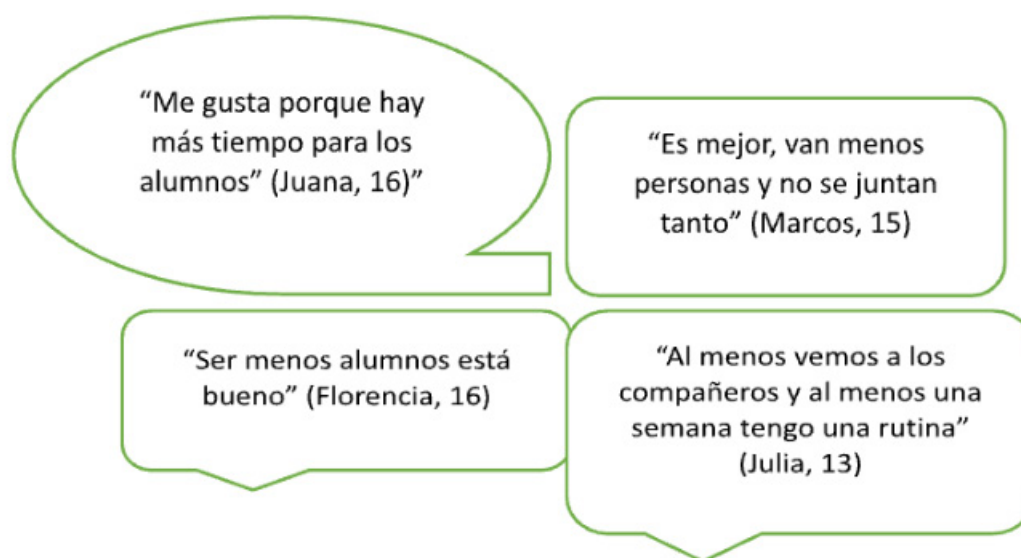 “Me gusta porque hay
más tiempo para los
alumnos” (Juana, 16)”
“Es mejor, van menos
personas y no se juntan
tanto” (Marcos, 15)
“Ser menos alumnos está
bueno” (Florencia, 16)
“Al menos vemos a los
compañeros y al menos una
semana tengo una rutina”
(Julia, 13)